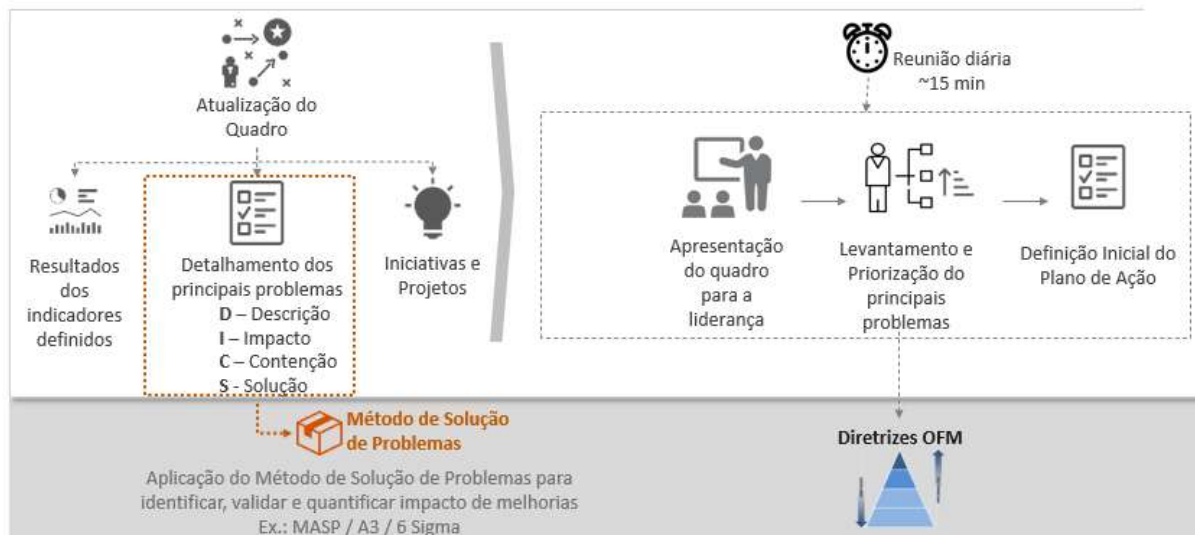 Atualização do
Quadro
Resultados
dos
indicadores
definidos
Detalhamento dos
principais problemas
D – Descrição
I – Impacto
C – Contenção
S - Solução
Iniciativas e
Projetos
Reunião diária
~15 min
Apresentação
do quadro
para a
liderança
Levantamento e
Priorização do
principais
problemas
Definição Inicial do
Plano de Ação
Método de Solução
de Problemas
Aplicação do Método de Solução de Problemas para
identificar, validar e quantificar impacto de melhorias
Ex.: MASP / A3 / 6 Sigma
Diretrizes OFM